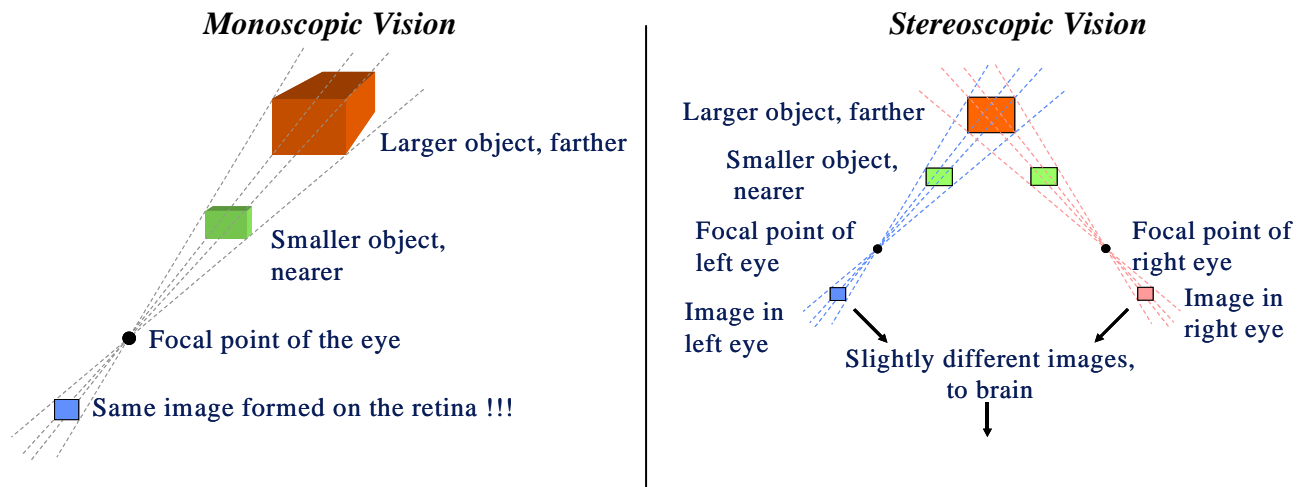 Monoscopic Vision
Larger object, farther
Smaller object,
nearer
Focal point of the eye
Same image formed on the retina !!!
Stereoscopic Vision
Larger object, farther
Smaller object,
nearer
Focal point of
left eye
Focal point of
right eye
Image in
left eye
Image in
right eye
Slightly different images,
to brain